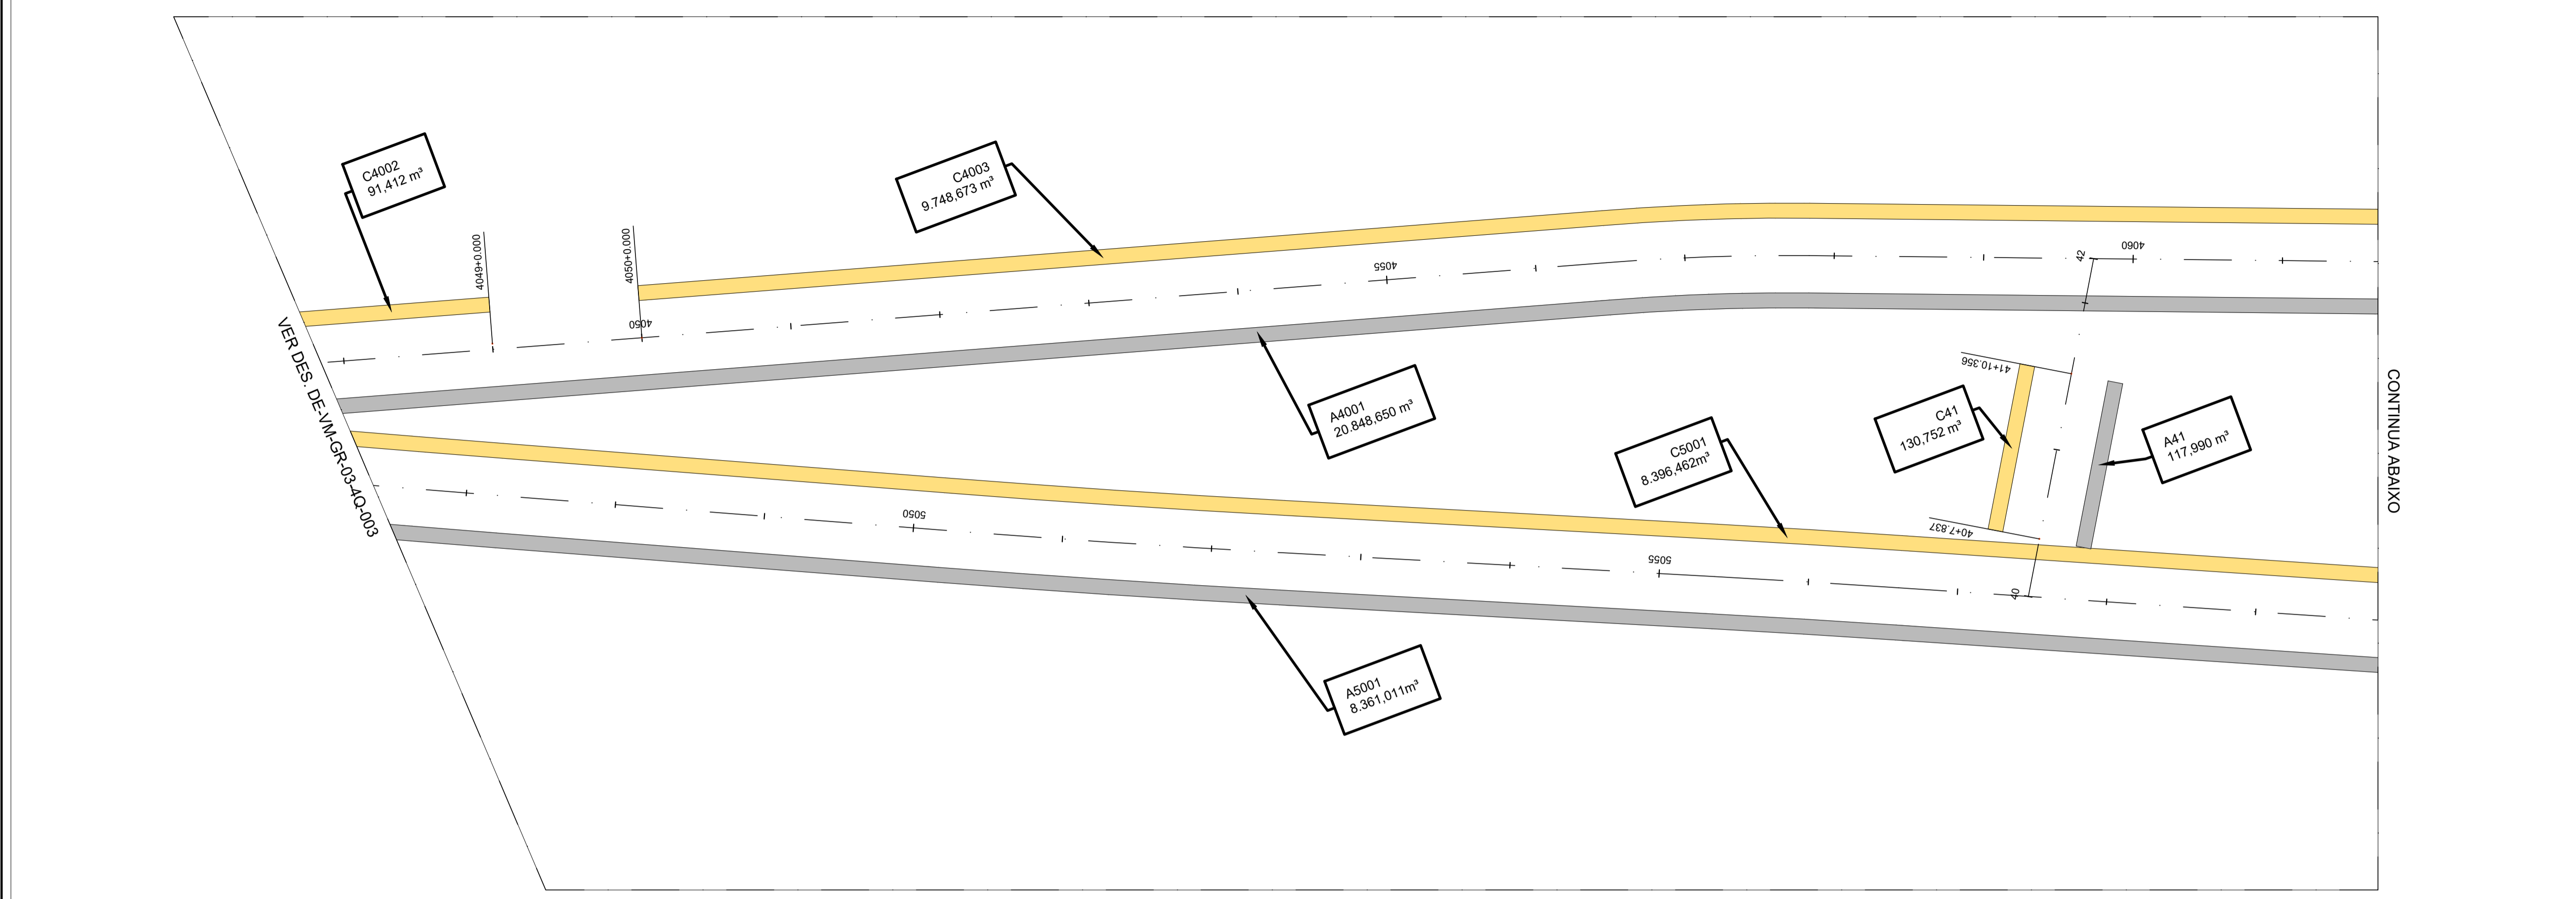 C4002
91,412 m³
C4003
9.748,673 m³
4049+0.000
4050+0.000
4050
4055
4060
42
VER DES. DE-VM-GR-03-4Q-003
A4001
20.848,650 m³
41+10.356
C41
130,752 m³
A41
117,990 m³
C5001
8.396,462m³
CONTINUA ABAIXO
5050
5055
40+7.837
40
A5001
8.361,011m³